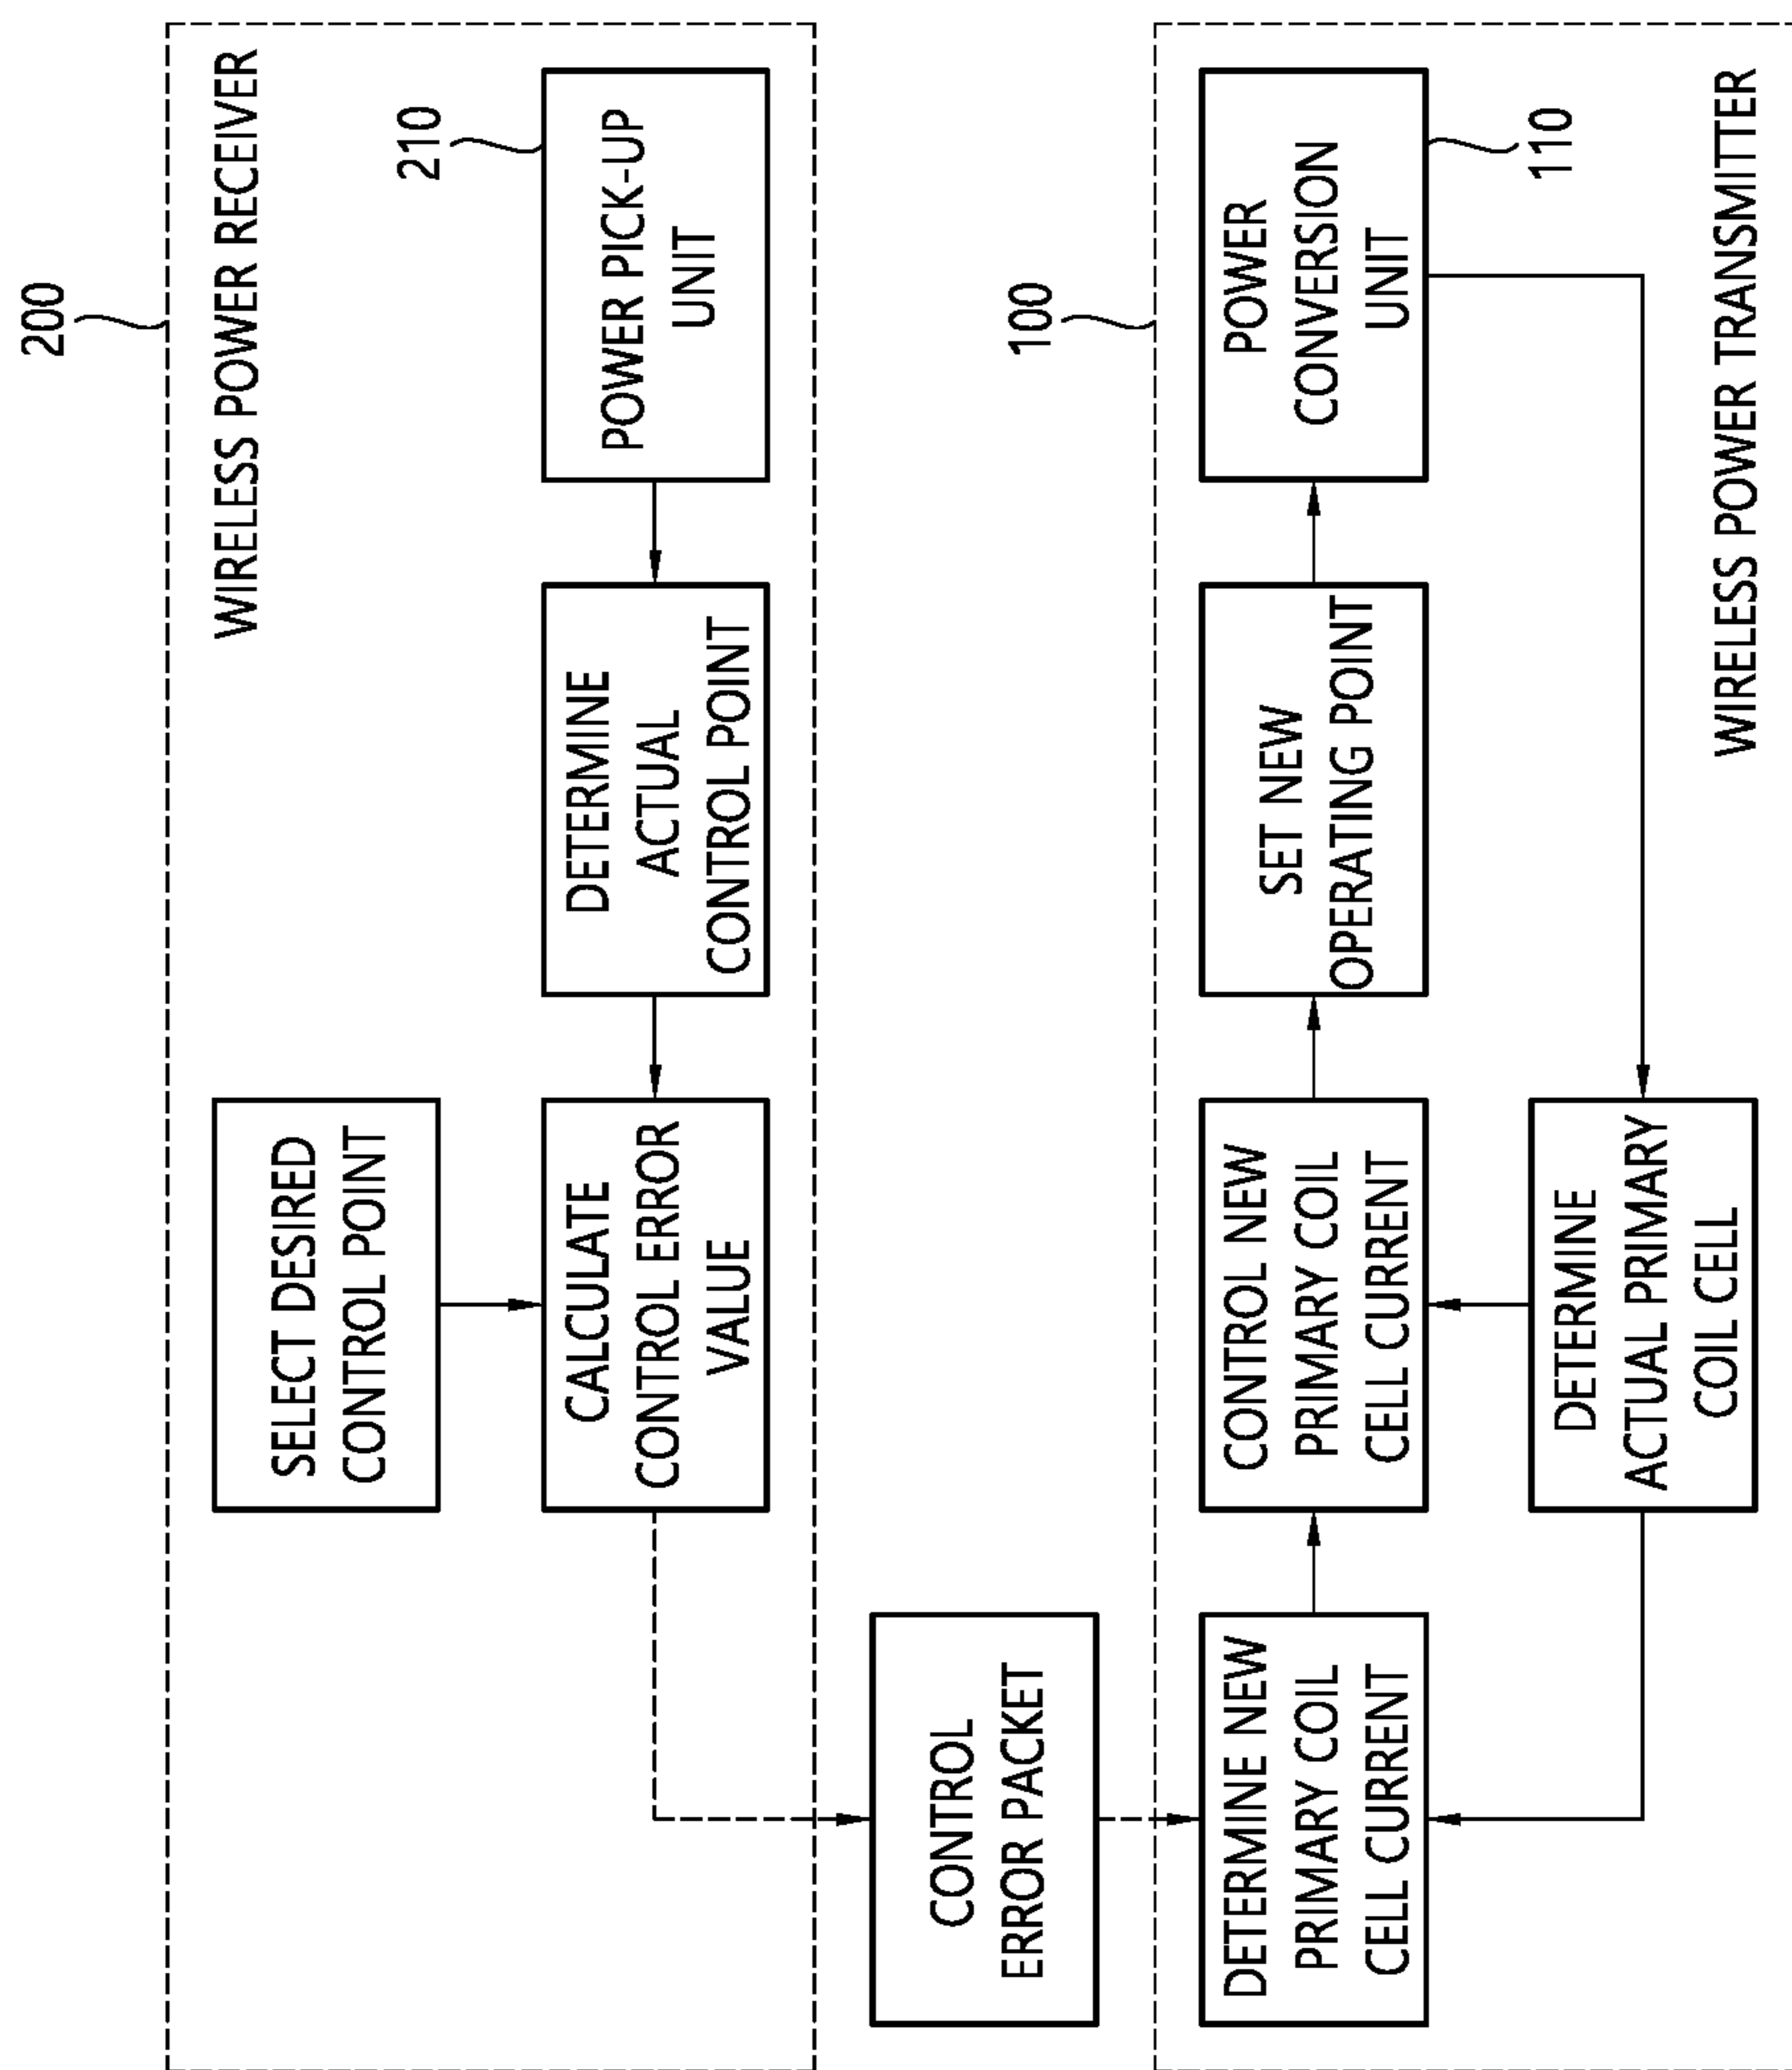 200
WIRELESS POWER RECEIVER
SELECT DESIRED
CONTROL POINT
210
POWER PICK-UP
UNIT
DETERMINE
ACTUAL
CONTROL POINT
CALCULATE
CONTROL ERROR
VALUE
CONTROL
ERROR PACKET
100
DETERMINE NEW
PRIMARY COIL
CELL CURRENT
CONTROL NEW
PRIMARY COIL
CELL CURRENT
SET NEW
OPERATING POINT
POWER
CONVERSION
UNIT
110
DETERMINE
ACTUAL PRIMARY
COIL CELL
WIRELESS POWER TRANSMITTER